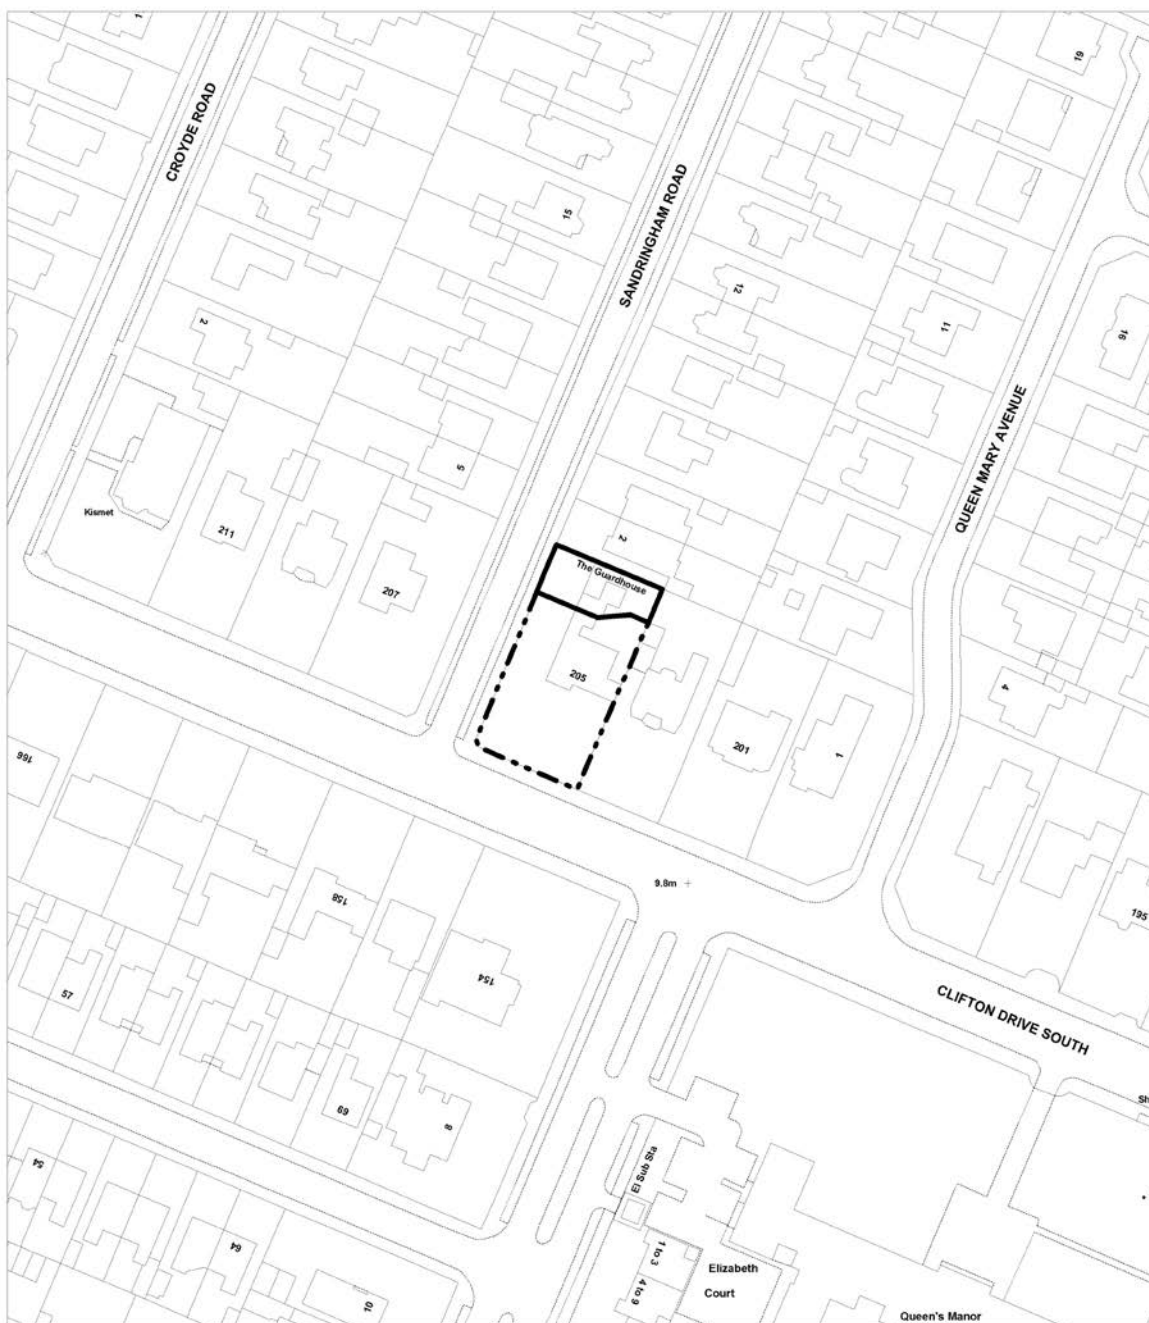 19
CROYDE ROAD
15
SANDRINGHAM ROAD
12
11
16
2
5
QUEEN MARY AVENUE
Kismet
211
2
The Guardhouse
207
205
4
201
1
166
9.8m
158
195
57
154
CLIFTON DRIVE SOUTH
69
8
Sh
El Sub Sta
54
64
1 to 3
4 to 9
Elizabeth
Court
10
Queen's Manor